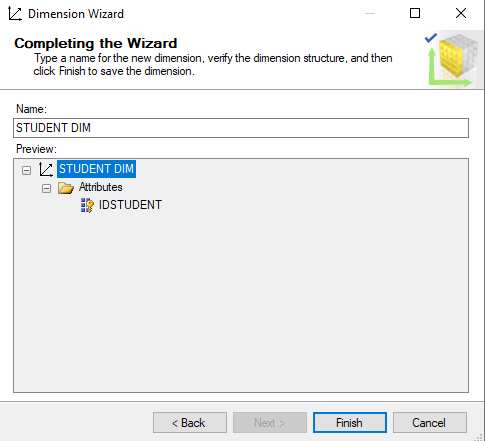 Dimension Wizard
Completing the Wizard
Type a name for the new dimension, verify the dimension structure, and then
click Finish to save the dimension.
Name:
STUDENT DIM
Preview:
STUDENT DIM
Attributes
IDSTUDENT
< Back
Next >
Finish
Cancel